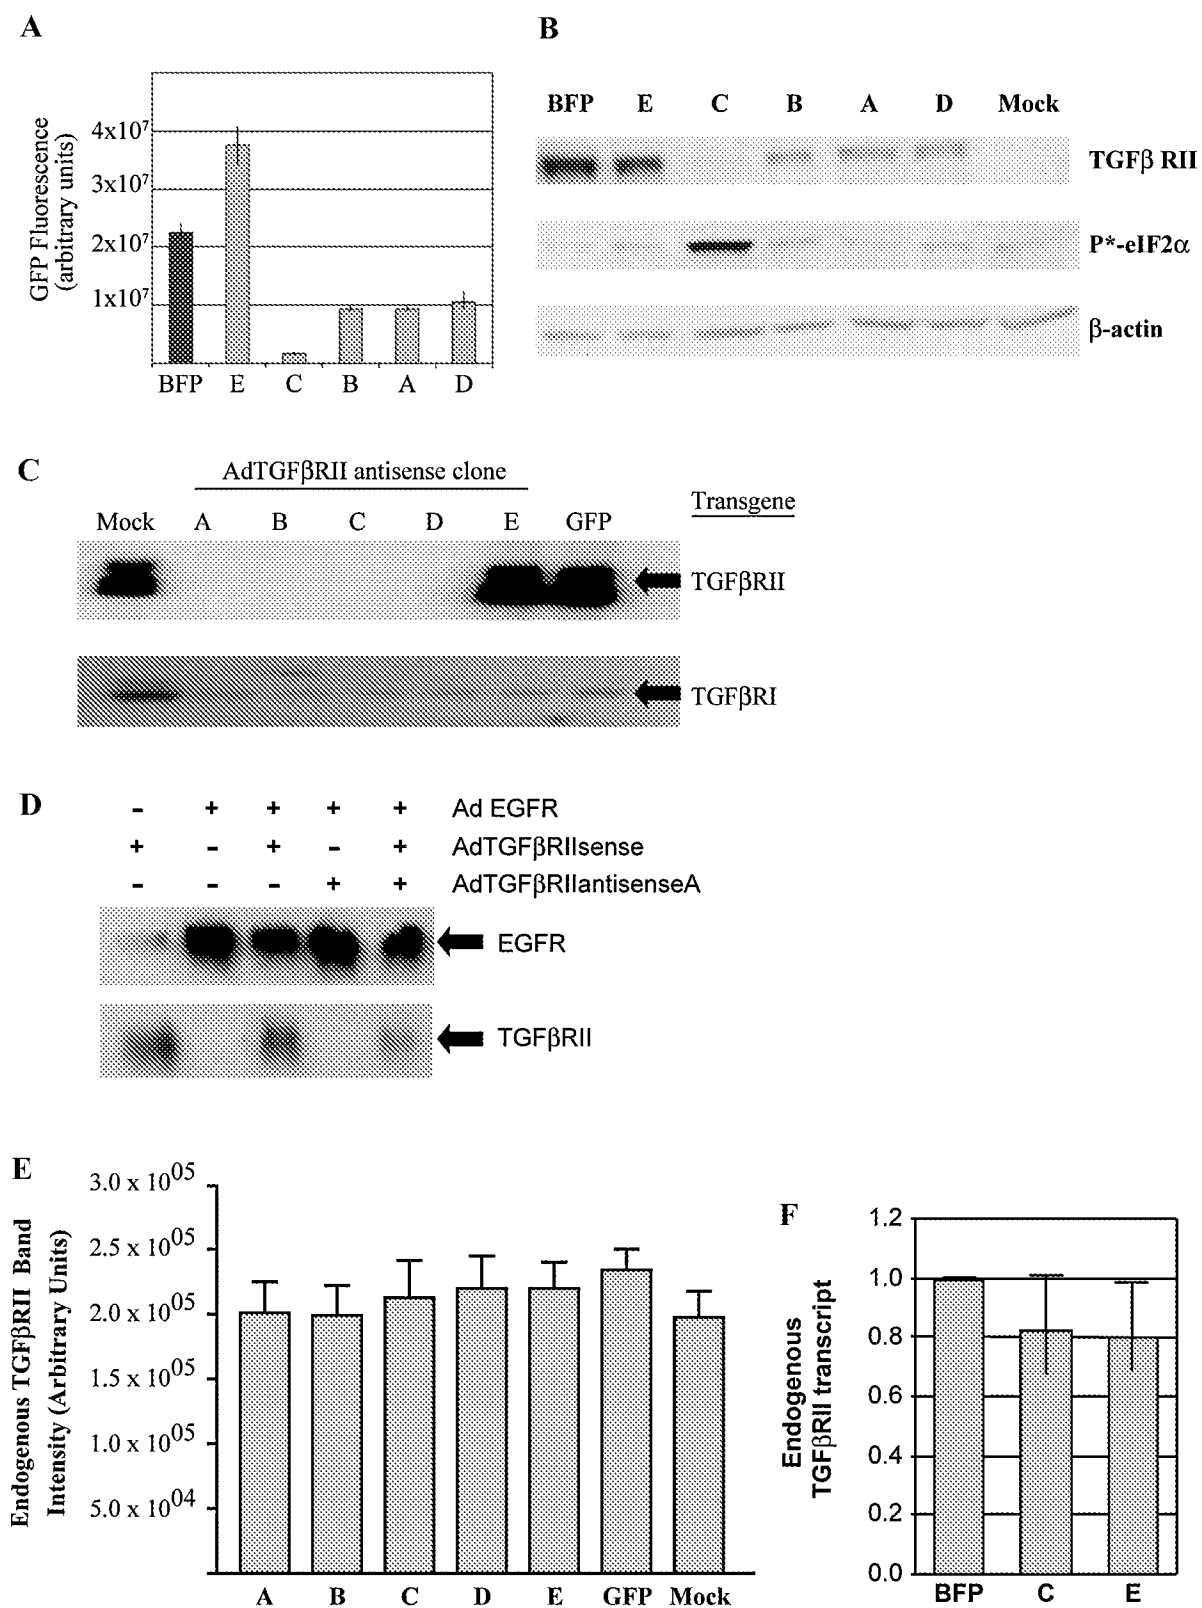 A
GFP Fluorescence
(arbitrary units)
4x10⁷
3x10⁷
2x10⁷
1x10⁷
BFP E C B A D
B
BFP E C B A D Mock
TGFβ RII
P*-eIF2α
β-actin
C
AdTGFβRII antisense clone
Transgene
Mock A B C D E GFP
TGFβRII
TGFβRI
D
- + + + + Ad EGFR
+ - + - + AdTGFβRIIsense
- - - + + AdTGFβRIIantisenseA
EGFR
TGFβRII
E
Endogenous TGFβRII Band
Intensity (Arbitrary Units)
3.0 x 10⁰⁵
2.5 x 10⁰⁵
2.0 x 10⁰⁵
1.5 x 10⁰⁵
1.0 x 10⁰⁵
5.0 x 10⁰⁴
A B C D E GFP Mock
F
Endogenous
TGFβRII transcript
1.2
1.0
0.8
0.6
0.4
0.2
0.0
BFP C E